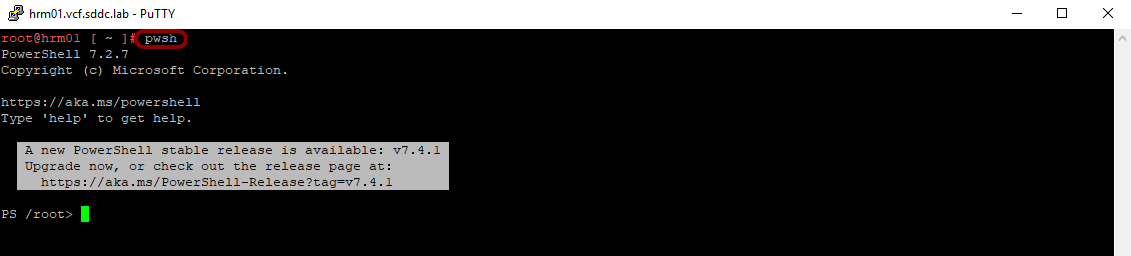 hrm01.vcf.sddc.lab - PuTTY
root@hrm01 [ ~ ]# pwsh
PowerShell 7.2.7
Copyright (c) Microsoft Corporation.
https://aka.ms/powershell
Type 'help' to get help.
A new PowerShell stable release is available: v7.4.1
Upgrade now, or check out the release page at:
https://aka.ms/PowerShell-Release?tag=v7.4.1
PS /root>